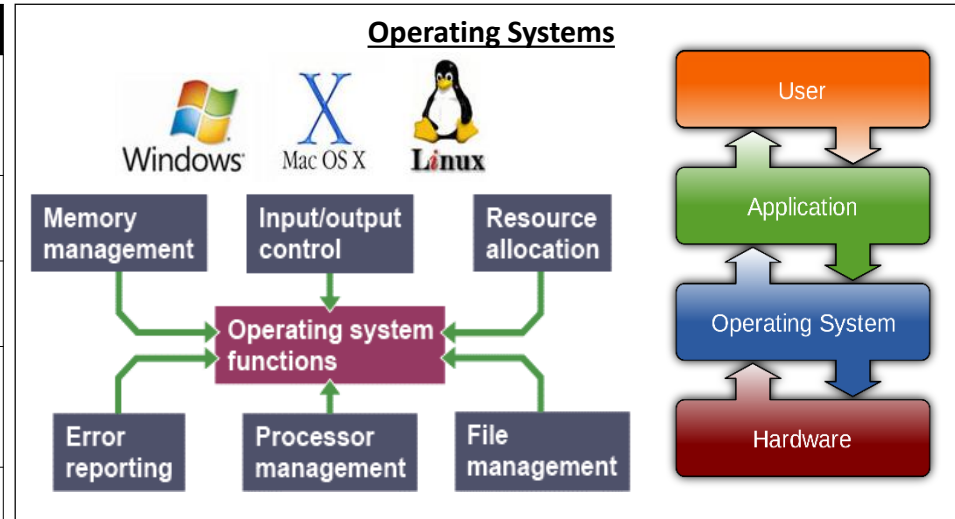 Operating Systems
Windows
X
Mac OS X
Linux
Memory
management
Input/output
control
Resource
allocation
Operating system
functions
Error
reporting
Processor
management
File
management
User
Application
Operating System
Hardware